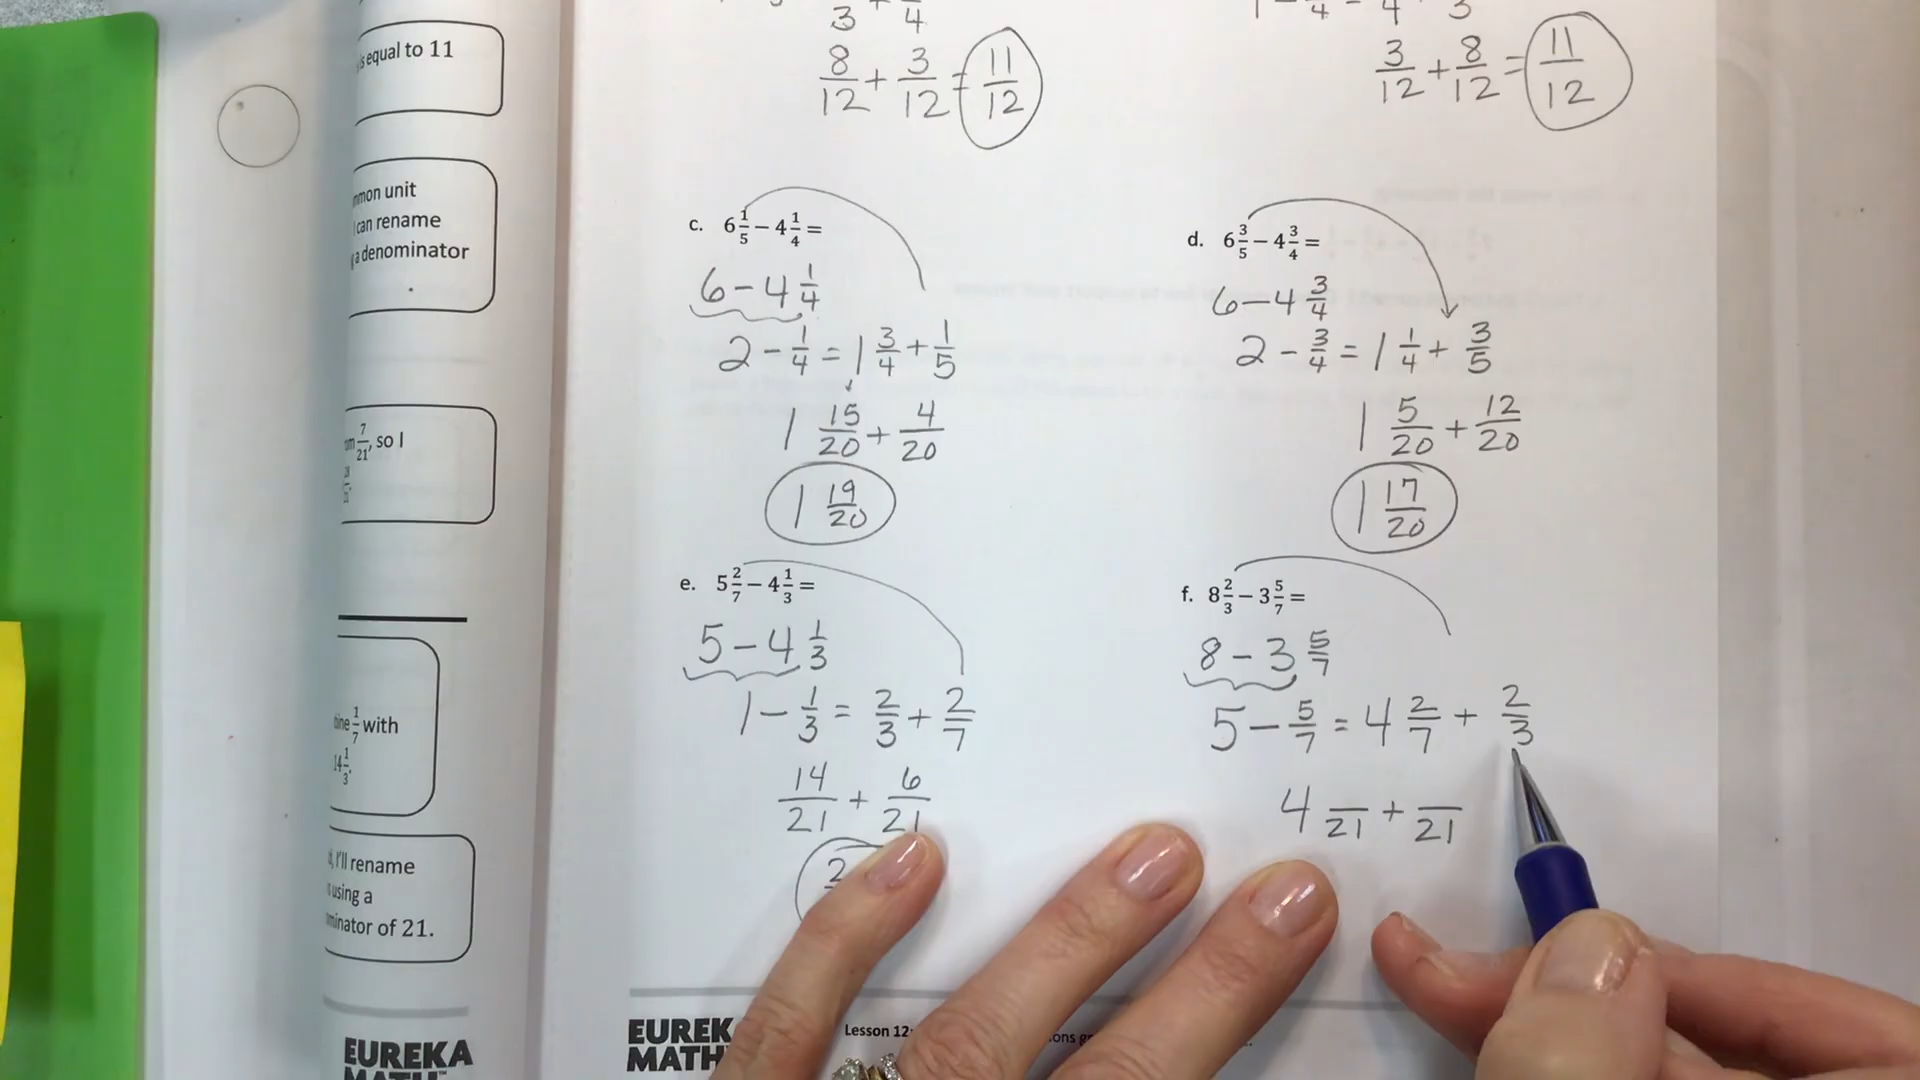 s equal to 11
mmon unit
I can rename
a denominator
7/21, so I
1/7 with
14 1/3.
I'll rename
using a
minator of 21.
EUREKA
MATH™
8/12 + 3/12 = 11/12
3/12 + 8/12 = 11/12
c. 6 1/5 − 4 1/4 =
6 − 4 1/4
2 − 1/4 = 1 3/4 + 1/5
1 15/20 + 4/20
1 19/20
d. 6 3/5 − 4 3/4 =
6 − 4 3/4
2 − 3/4 = 1 1/4 + 3/5
1 5/20 + 12/20
1 17/20
e. 5 2/7 − 4 1/3 =
5 − 4 1/3
1 − 1/3 = 2/3 + 2/7
14/21 + 6/21
2
f. 8 2/3 − 3 5/7 =
8 − 3 5/7
5 − 5/7 = 4 2/7 + 2/3
4 /21 + /21
EUREK
MATH
Lesson 12: